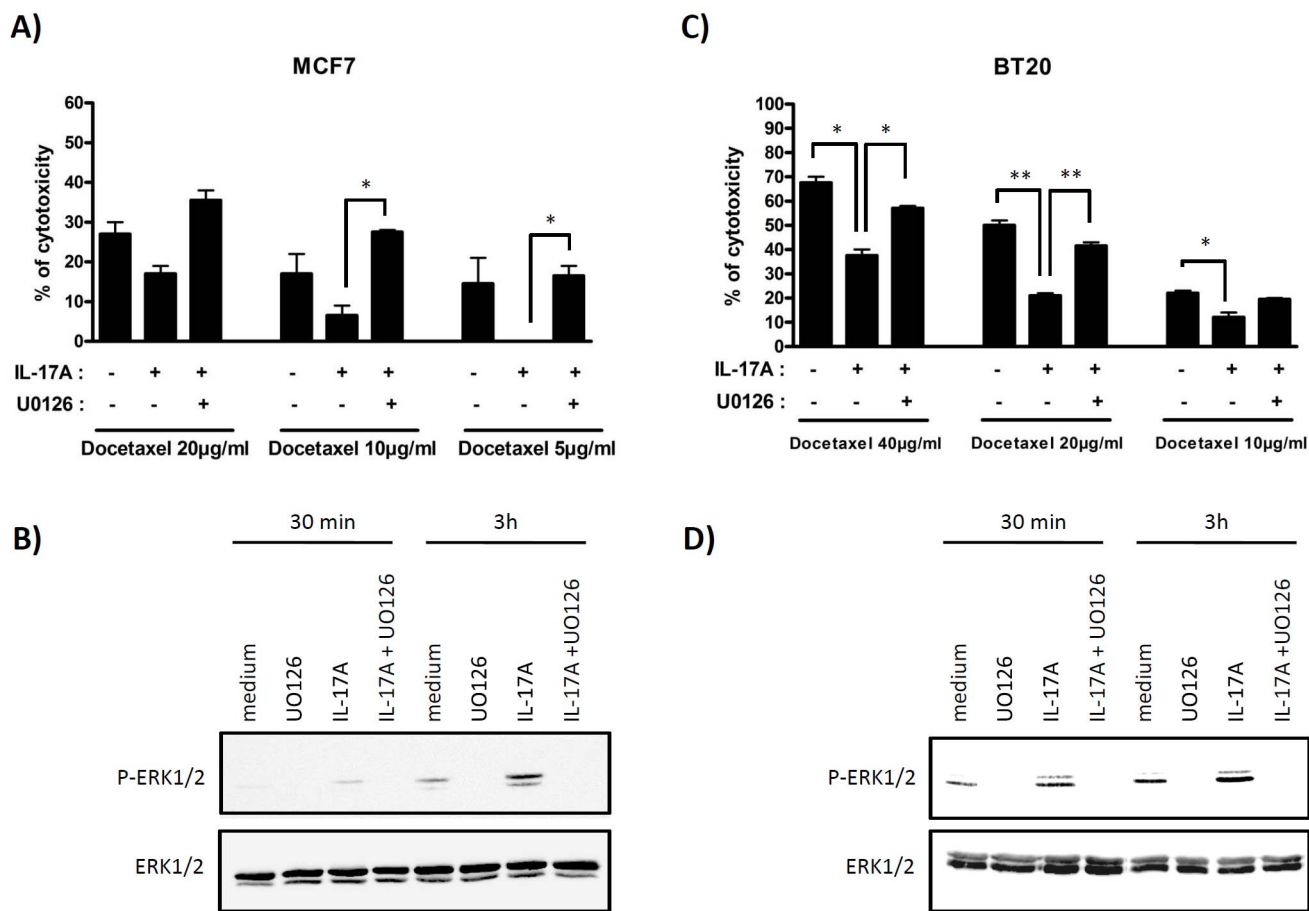 A)
MCF7
% of cytotoxicity
60
50
40
30
20
10
0
*
*
IL-17A : - + + - + + - + +
U0126 : - - + - - + - - +
Docetaxel 20µg/ml Docetaxel 10µg/ml Docetaxel 5µg/ml
C)
BT20
% of cytotoxicity
100
90
80
70
60
50
40
30
20
10
0
* *
** **
*
IL-17A : - + + - + + - + +
U0126 : - - + - - + - - +
Docetaxel 40µg/ml Docetaxel 20µg/ml Docetaxel 10µg/ml
B)
30 min 3h
medium
UO126
IL-17A
IL-17A + UO126
medium
UO126
IL-17A
IL-17A +UO126
P-ERK1/2
ERK1/2
D)
30 min 3h
medium
UO126
IL-17A
IL-17A + UO126
medium
UO126
IL-17A
IL-17A +UO126
P-ERK1/2
ERK1/2